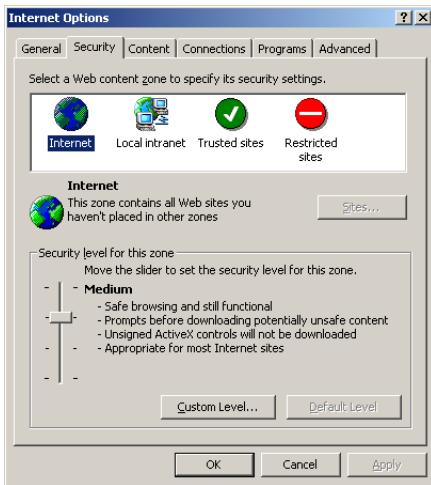 Internet Options
General Security Content Connections Programs Advanced
Select a Web content zone to specify its security settings.
Internet Local intranet Trusted sites Restricted sites
Internet
This zone contains all Web sites you
haven't placed in other zones
Sites...
Security level for this zone
Move the slider to set the security level for this zone.
Medium
- Safe browsing and still functional
- Prompts before downloading potentially unsafe content
- Unsigned ActiveX controls will not be downloaded
- Appropriate for most Internet sites
Custom Level... Default Level
OK Cancel Apply